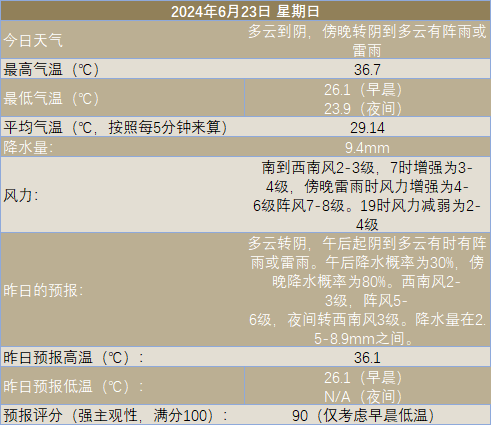 2024年6月23日 星期日
今日天气
多云到阴，傍晚转阴到多云有阵雨或
雷雨
最高气温（℃）
36.7
最低气温（℃）
26.1（早晨）
23.9（夜间）
平均气温（℃，按照每5分钟来算）
29.14
降水量：
9.4mm
风力：
南到西南风2-3级，7时增强为3-
4级，傍晚雷雨时风力增强为4-
6级阵风7-8级。19时风力减弱为2-
4级
昨日的预报：
多云转阴，午后起阴到多云有时有阵
雨或雷雨。午后降水概率为30%，傍
晚降水概率为80%。西南风2-
3级，阵风5-
6级，夜间转西南风3级。降水量在2.
5-8.9mm之间。
昨日预报高温（℃）：
36.1
昨日预报低温（℃）：
26.1（早晨）
N/A（夜间）
预报评分（强主观性，满分100）：
90（仅考虑早晨低温）